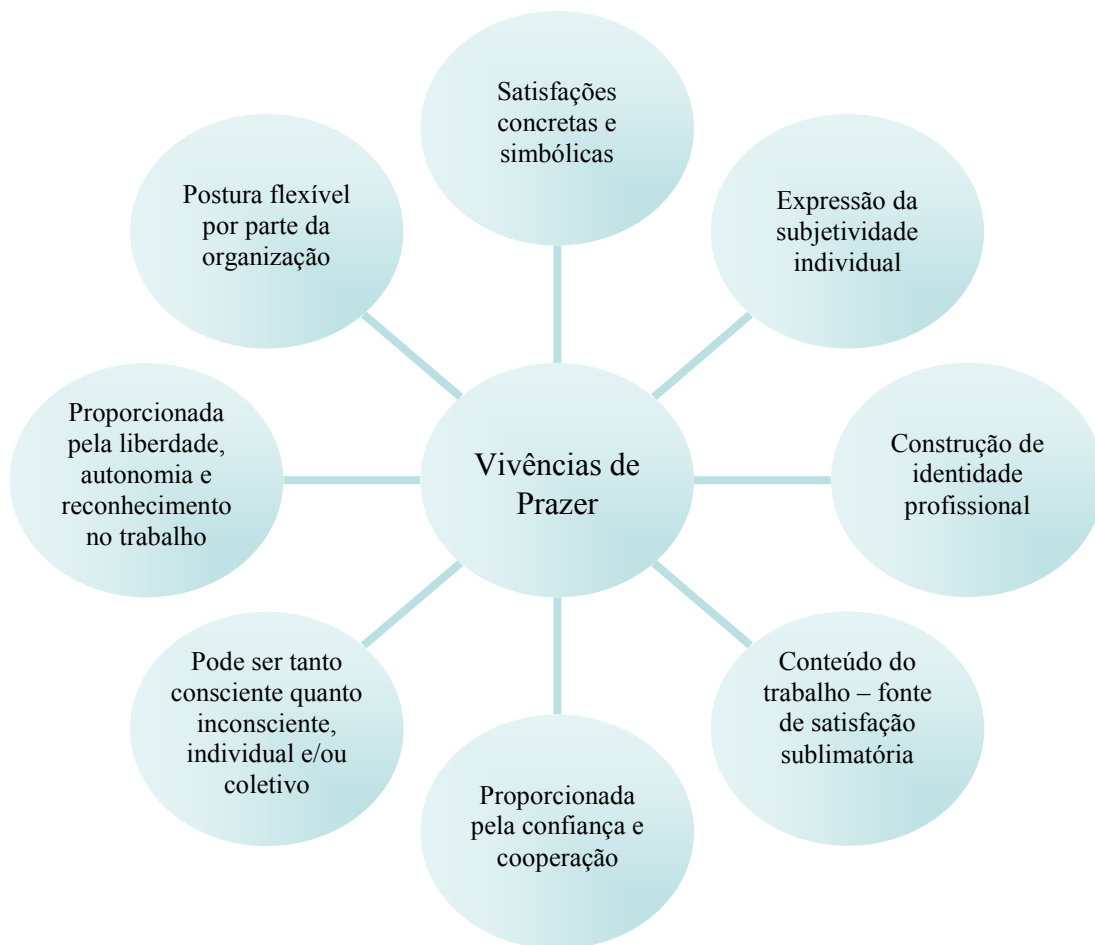 Satisfações
concretas e
simbólicas
Postura flexível
por parte da
organização
Expressão da
subjetividade
individual
Proporcionada
pela liberdade,
autonomia e
reconhecimento
no trabalho
Vivências de
Prazer
Construção de
identidade
profissional
Pode ser tanto
consciente quanto
inconsciente,
individual e/ou
coletivo
Conteúdo do
trabalho – fonte
de satisfação
sublimatória
Proporcionada
pela confiança e
cooperação